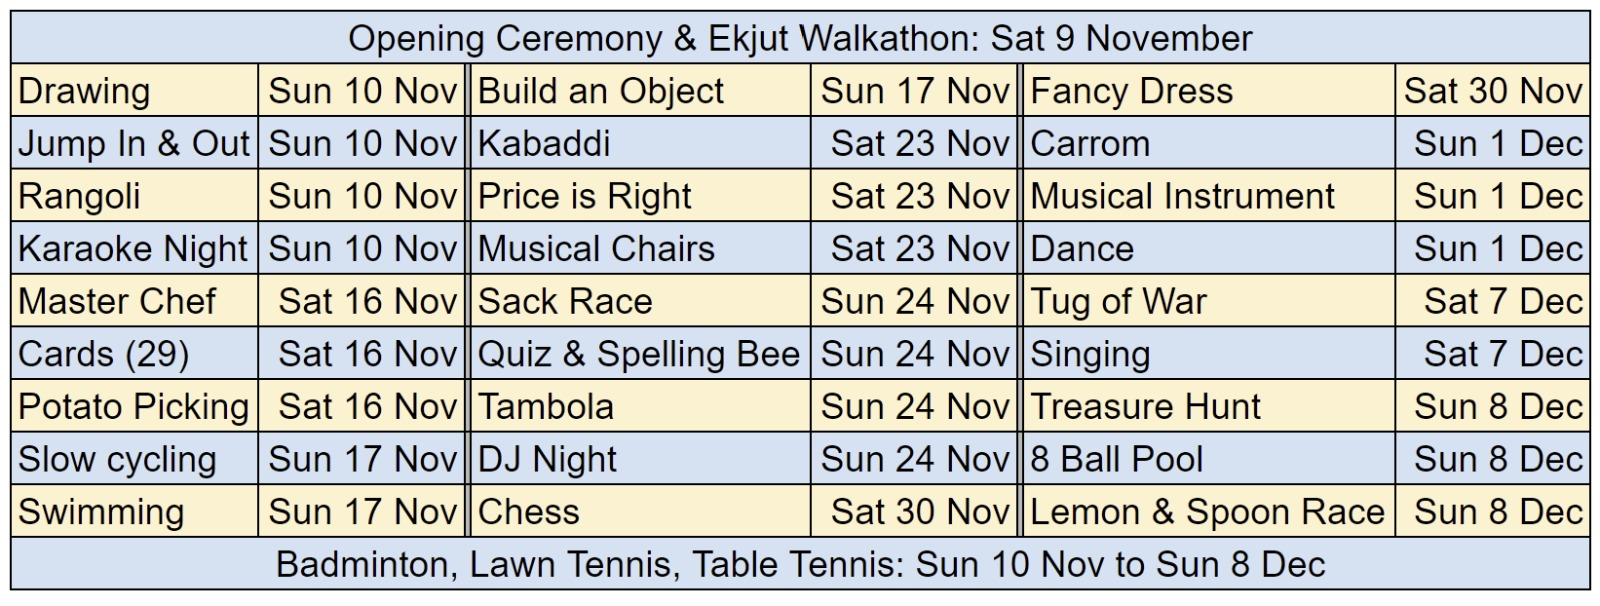 Opening Ceremony & Ekjut Walkathon: Sat 9 November
Drawing Sun 10 Nov Build an Object Sun 17 Nov Fancy Dress Sat 30 Nov
Jump In & Out Sun 10 Nov Kabaddi Sat 23 Nov Carrom Sun 1 Dec
Rangoli Sun 10 Nov Price is Right Sat 23 Nov Musical Instrument Sun 1 Dec
Karaoke Night Sun 10 Nov Musical Chairs Sat 23 Nov Dance Sun 1 Dec
Master Chef Sat 16 Nov Sack Race Sun 24 Nov Tug of War Sat 7 Dec
Cards (29) Sat 16 Nov Quiz & Spelling Bee Sun 24 Nov Singing Sat 7 Dec
Potato Picking Sat 16 Nov Tambola Sun 24 Nov Treasure Hunt Sun 8 Dec
Slow cycling Sun 17 Nov DJ Night Sun 24 Nov 8 Ball Pool Sun 8 Dec
Swimming Sun 17 Nov Chess Sat 30 Nov Lemon & Spoon Race Sun 8 Dec
Badminton, Lawn Tennis, Table Tennis: Sun 10 Nov to Sun 8 Dec